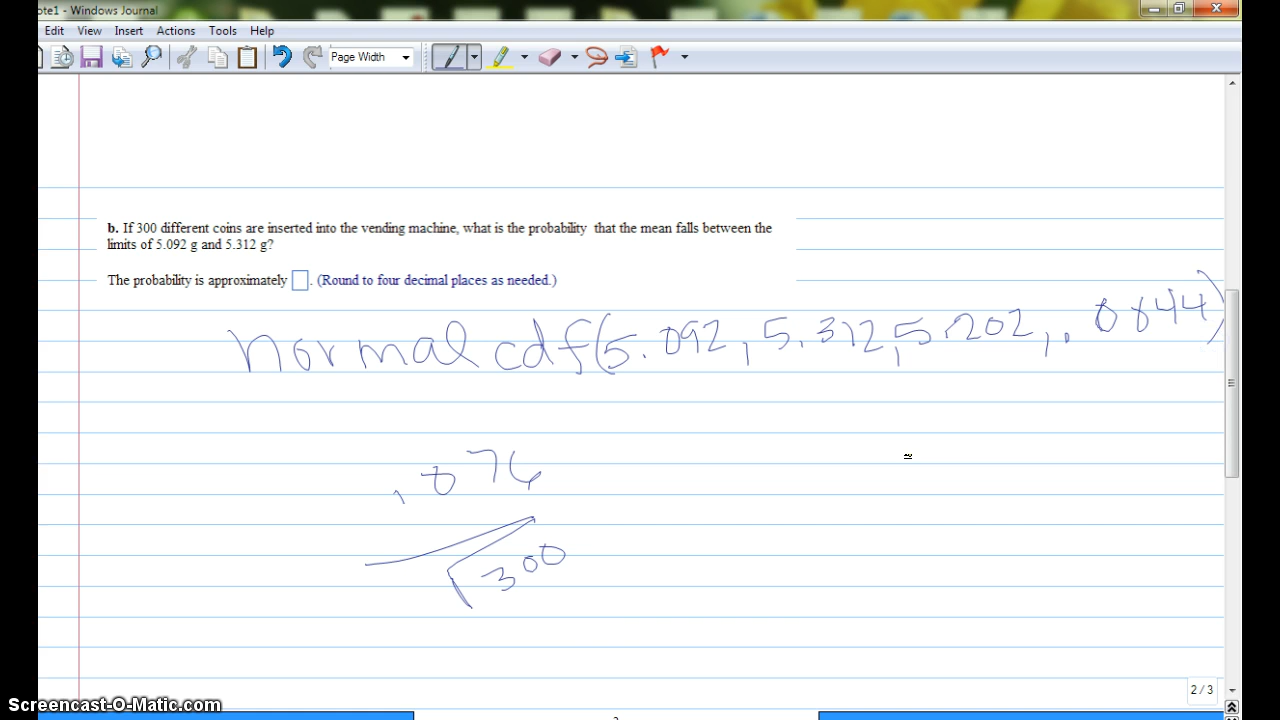 ote1 - Windows Journal
Edit View Insert Actions Tools Help
Page Width
b. If 300 different coins are inserted into the vending machine, what is the probability that the mean falls between the
limits of 5.092 g and 5.312 g?
The probability is approximately . (Round to four decimal places as needed.)
normalcdf(5.092, 5.312, 5.202, .0044)
.076
√300
2 / 3
Screencast-O-Matic.com